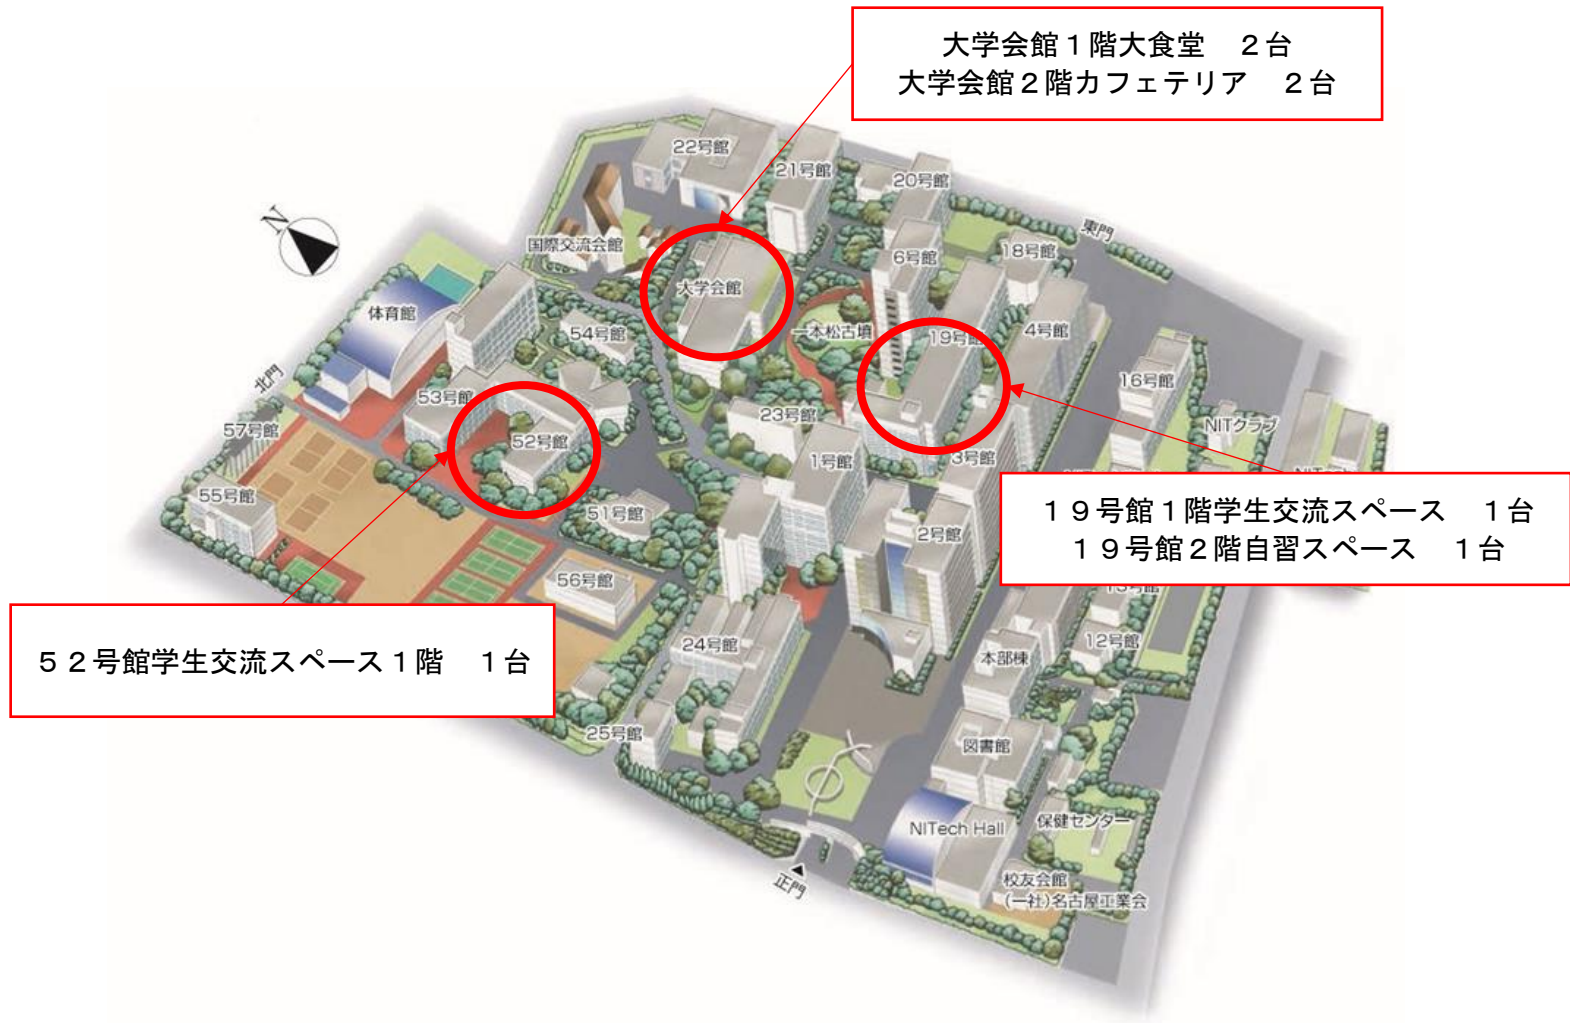 大学会館１階大食堂　２台
大学会館２階カフェテリア　２台
22号館
21号館
20号館
N
国際交流会館
東門
6号館
18号館
大学会館
体育館
54号館
一本松古墳
19号館
4号館
北門
53号館
16号館
57号館
52号館
23号館
NITクラブ
1号館
3号館
55号館
51号館
2号館
１９号館１階学生交流スペース　１台
１９号館２階自習スペース　１台
56号館
５２号館学生交流スペース１階　１台
24号館
12号館
本部棟
25号館
図書館
NITech Hall
保健センター
正門
校友会館
(一社)名古屋工業会